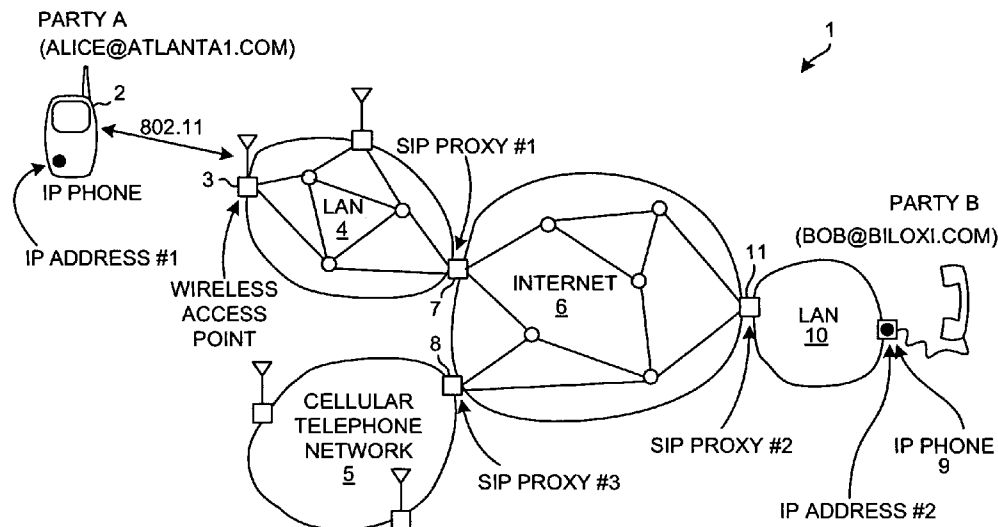 PARTY A
(ALICE@ATLANTA1.COM)
1
2
802.11
SIP PROXY #1
3
IP PHONE
LAN
4
PARTY B
(BOB@BILOXI.COM)
IP ADDRESS #1
WIRELESS
ACCESS
POINT
7
INTERNET
6
11
LAN
10
8
CELLULAR
TELEPHONE
NETWORK
5
SIP PROXY #3
SIP PROXY #2
IP PHONE
9
IP ADDRESS #2